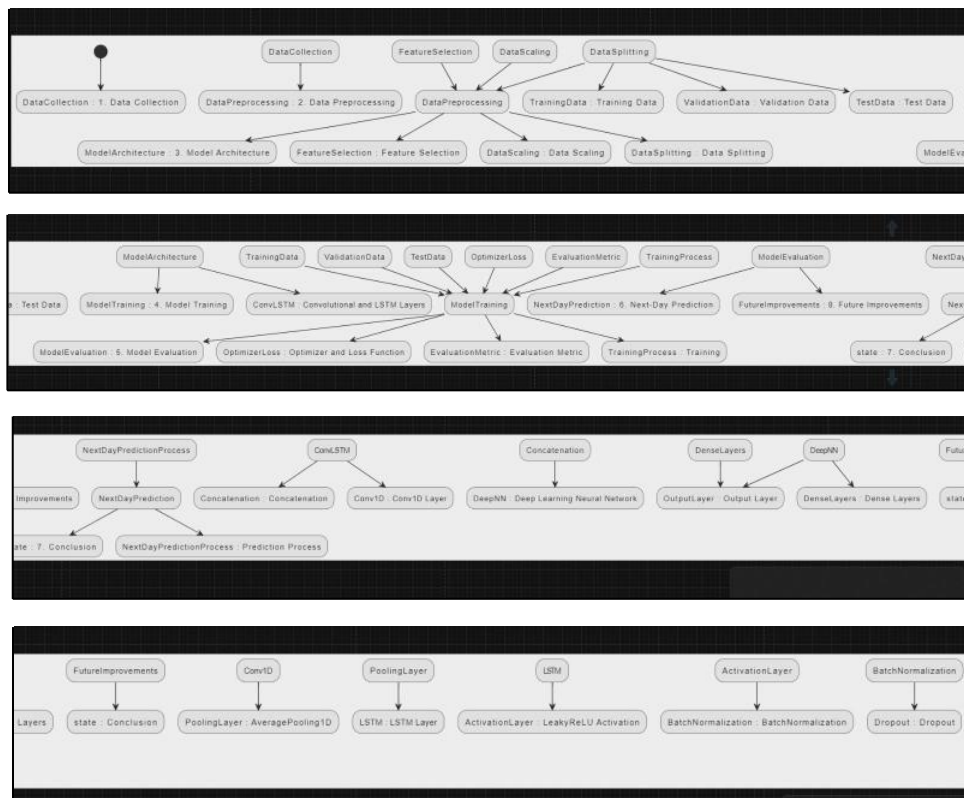 DataCollection FeatureSelection DataScaling DataSplitting
DataCollection : 1. Data Collection DataPreprocessing : 2. Data Preprocessing DataPreprocessing TrainingData : Training Data ValidationData : Validation Data TestData : Test Data
ModelArchitecture : 3. Model Architecture FeatureSelection : Feature Selection DataScaling : Data Scaling DataSplitting : Data Splitting ModelEva
ModelArchitecture TrainingData ValidationData TestData OptimizerLoss EvaluationMetric TrainingProcess ModelEvaluation NextDay
a : Test Data ModelTraining : 4. Model Training ConvLSTM : Convolutional and LSTM Layers ModelTraining NextDayPrediction : 6. Next-Day Prediction FutureImprovements : 8. Future Improvements Nex
ModelEvaluation : 5. Model Evaluation OptimizerLoss : Optimizer and Loss Function EvaluationMetric : Evaluation Metric TrainingProcess : Training state : 7. Conclusion
NextDayPredictionProcess ConvLSTM Concatenation DenseLayers DeepNN Futu
Improvements NextDayPrediction Concatenation : Concatenation Conv1D : Conv1D Layer DeepNN : Deep Learning Neural Network OutputLayer : Output Layer DenseLayers : Dense Layers state
ate : 7. Conclusion NextDayPredictionProcess : Prediction Process
FutureImprovements Conv1D PoolingLayer LSTM ActivationLayer BatchNormalization
Layers state : Conclusion PoolingLayer : AveragePooling1D LSTM : LSTM Layer ActivationLayer : LeakyReLU Activation BatchNormalization : BatchNormalization Dropout : Dropout